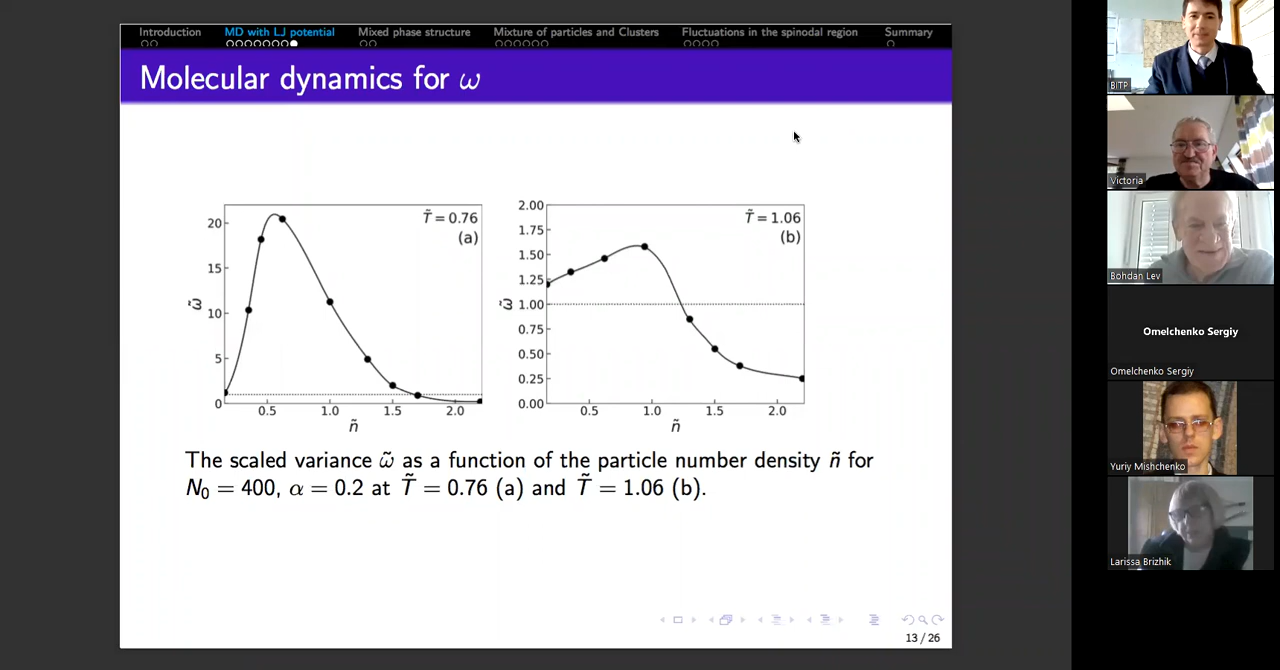 Introduction MD with LJ potential Mixed phase structure Mixture of particles and Clusters Fluctuations in the spinodal region Summary
Molecular dynamics for ω
T̃ = 0.76
(a)
20
15
10
5
0
0.5 1.0 1.5 2.0
ω̃
ñ
T̃ = 1.06
(b)
2.00
1.75
1.50
1.25
1.00
0.75
0.50
0.25
0.00
0.5 1.0 1.5 2.0
ω̃
ñ
The scaled variance ω̃ as a function of the particle number density ñ for
N₀ = 400, α = 0.2 at T̃ = 0.76 (a) and T̃ = 1.06 (b).
13 / 26
BITP
Victoria
Bohdan Lev
Omelchenko Sergiy
Omelchenko Sergiy
Yuriy Mishchenko
Larissa Brizhik